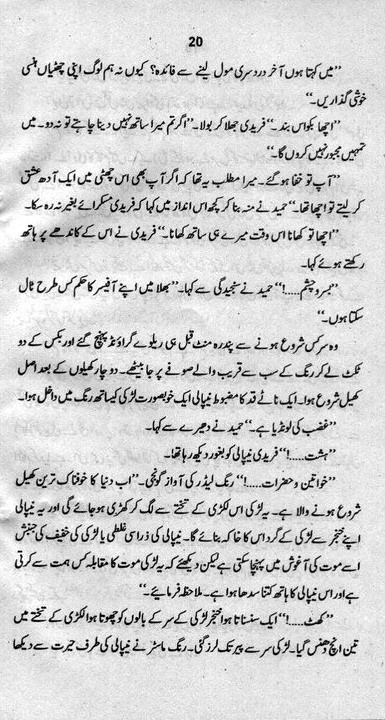 20
’’میں کہتا ہوں آخر درد سری مول لینے سے فائدہ؟ کیوں نہ ہم لوگ اپنی چھٹیاں ہنسی
خوشی گذاریں۔‘‘
’’اچھا بکواس بند۔‘‘ فریدی جھلا کر بولا۔ ’’اگر تم میرا ساتھ نہیں دینا چاہتے تو نہ دو۔ میں
تمہیں مجبور نہیں کروں گا۔‘‘
’’آپ تو خفا ہو گئے۔ میرا مطلب یہ تھا کہ اگر آپ بھی اس چھٹی میں ایک آدھ عشق
کر لیتے تو اچھا تھا۔‘‘ حمید نے منہ بنا کر کچھ اس انداز میں کہا کہ فریدی مسکرائے بغیر نہ رہ سکا۔
’’اچھا تو کھانا اس وقت میرے ہی ساتھ کھانا۔‘‘ فریدی نے اس کے کاندھے پر ہاتھ
رکھتے ہوئے کہا۔
’’بسر و چشم.....!‘‘ حمید نے سنجیدگی سے کہا۔ ’’بھلا میں اپنے آفیسر کا حکم کس طرح ٹال
سکتا ہوں۔‘‘
وہ سرکس شروع ہونے سے پندرہ منٹ قبل ہی ریلوے گراؤنڈ پہنچ گئے اور بکس کے دو
ٹکٹ لے کر رنگ کے سب سے قریب والے صوفے پر جا بیٹھے۔ دو چار کھیلوں کے بعد اصل
کھیل شروع ہوا۔ ایک ناٹے قد کا مضبوط نیپالی ایک خوبصورت لڑکی کیساتھ رنگ میں داخل ہوا۔
’’غضب کی لونڈیا ہے۔‘‘ حمید نے دھیرے سے کہا۔
’’ہشت.....!‘‘ فریدی نیپالی کو بغور دیکھ رہا تھا۔
’’خواتین و حضرات.....!‘‘ رنگ لیڈر کی آواز گونجی۔ ’’اب دنیا کا خوفناک ترین کھیل
شروع ہونے والا ہے۔ یہ لڑکی اس لکڑی کے تختے سے لگ کر کھڑی ہو جائے گی اور یہ نیپالی
اپنے خنجر سے لڑکی کے گرد اس کا خاکہ بنائے گا۔ نیپالی کی ذرا سی غلطی یا لڑکی کی خفیف کی جنبش
اسے موت کی آغوش میں پہنچا سکتی ہے لیکن دیکھئے کہ یہ لڑکی موت کا مقابلہ کس ہمت سے کرتی
ہے اور اس نیپالی کا ہاتھ کتنا سدھا ہوا ہے۔ ملاحظہ فرمایئے۔‘‘
’’کھٹ.....!‘‘ ایک سنسناتا ہوا خنجر لڑکی کے سر کے بالوں کو چھوتا ہوا لکڑی کے تختے میں
تین انچ دھنس گیا۔ لڑکی سر سے پیر تک لرز گئی۔ رنگ ماسٹر نے نیپالی کی طرف حیرت سے دیکھا